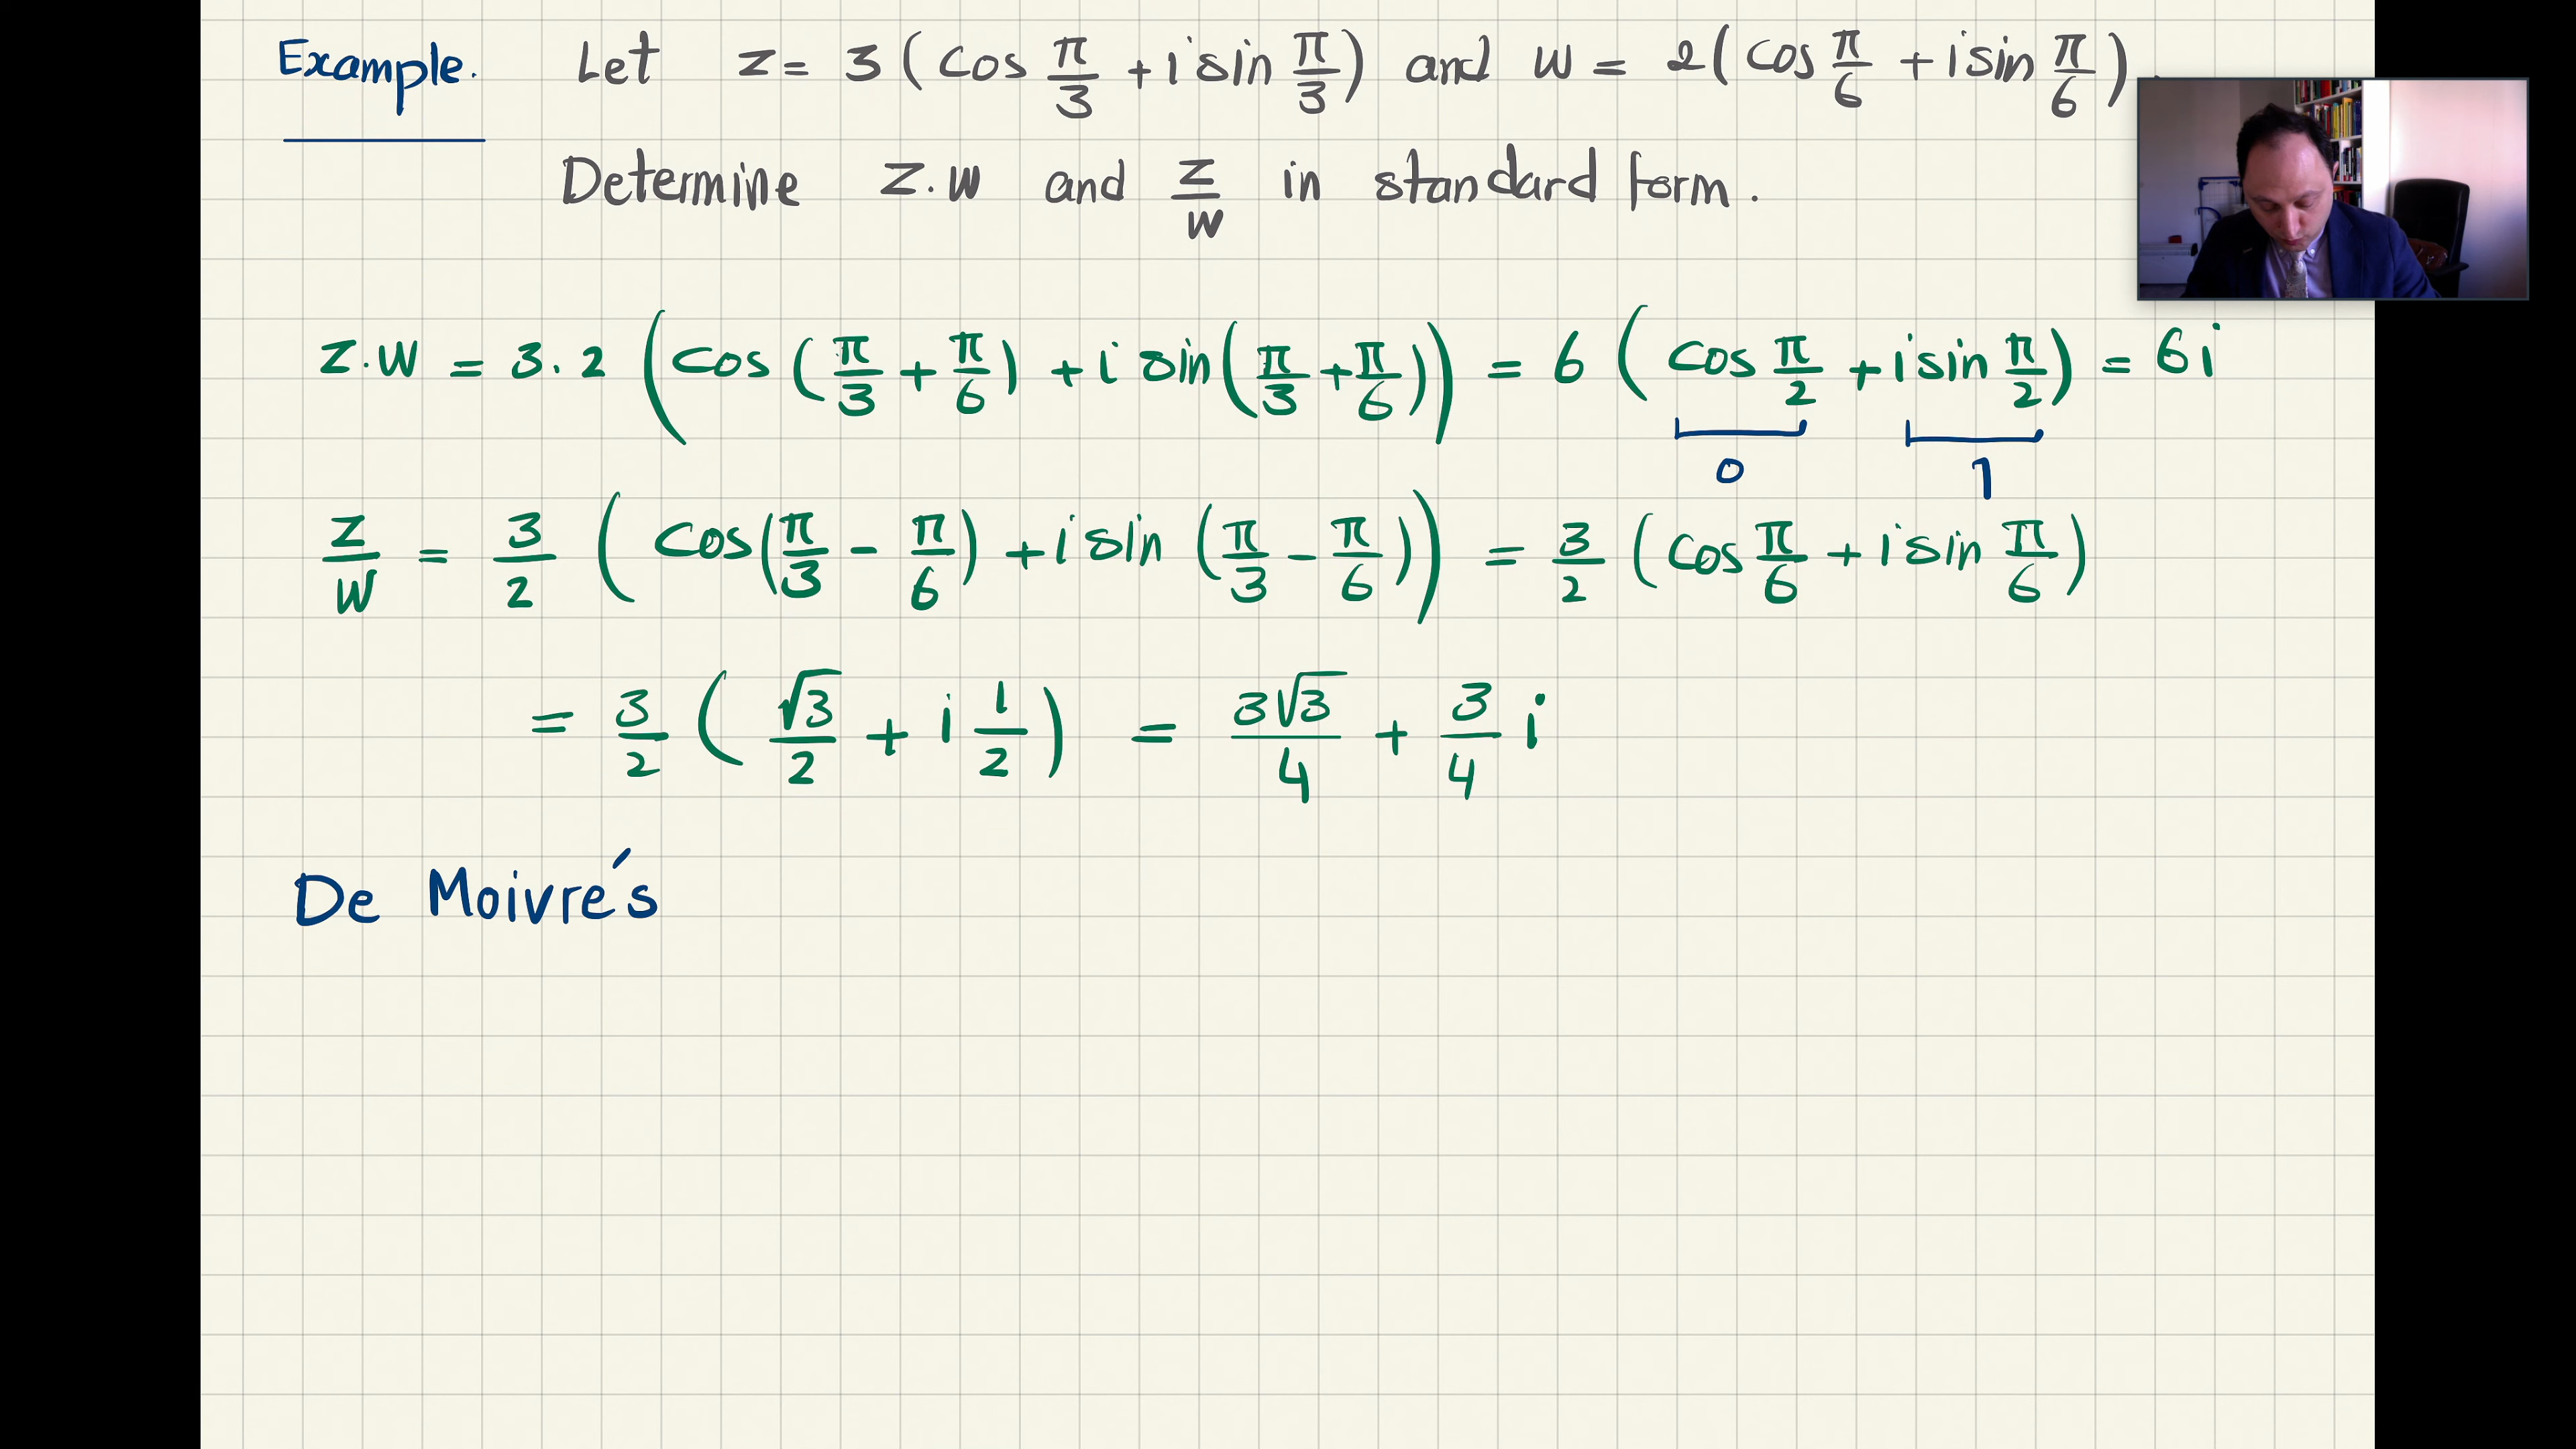 Example. Let z = 3 ( cos π/3 + i sin π/3 ) and w = 2 ( cos π/6 + i sin π/6 ).
Determine z.w and z/w in standard form.
z.w = 3.2 ( cos ( π/3 + π/6 ) + i sin ( π/3 + π/6 ) ) = 6 ( cos π/2 + i sin π/2 ) = 6i
0 1
z/w = 3/2 ( cos ( π/3 - π/6 ) + i sin ( π/3 - π/6 ) ) = 3/2 ( cos π/6 + i sin π/6 )
= 3/2 ( √3/2 + i 1/2 ) = 3√3/4 + 3/4 i
De Moivre's